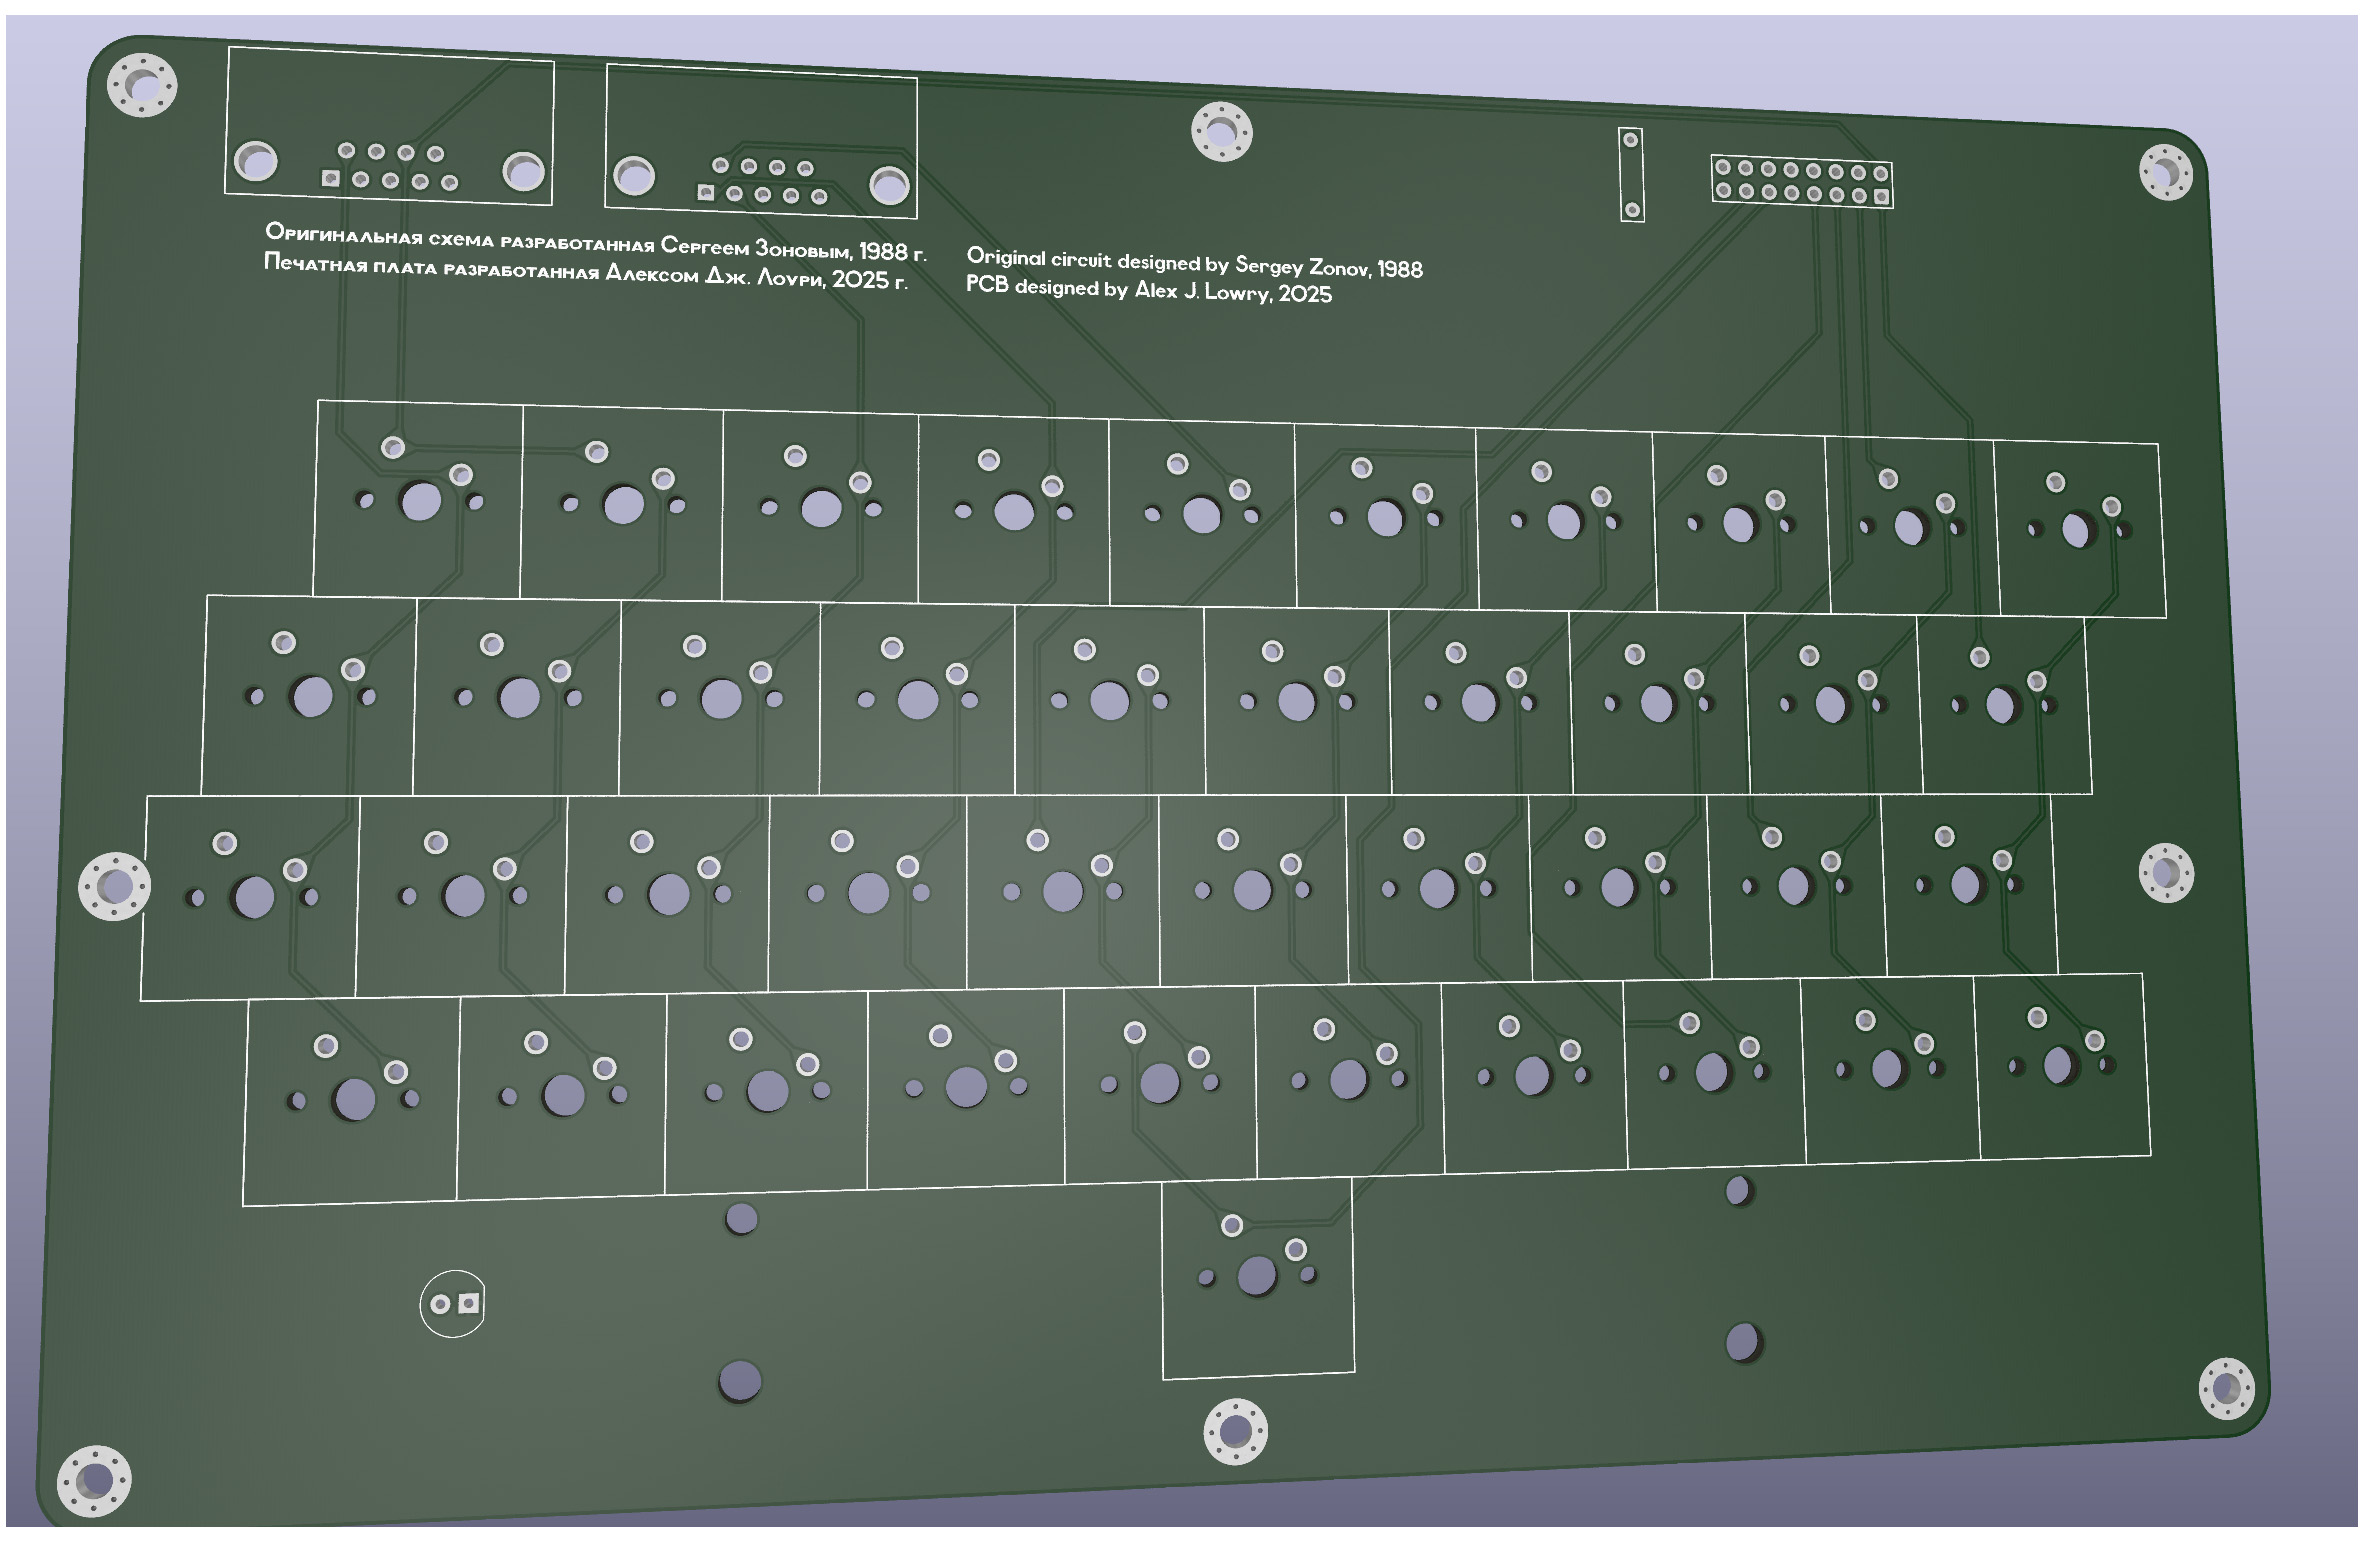 Оригинальная схема разработанная Сергеем Зоновым, 1988 г.
Печатная плата разработанная Алексом Дж. Лоури, 2025 г.
Original circuit designed by Sergey Zonov, 1988
PCB designed by Alex J. Lowry, 2025